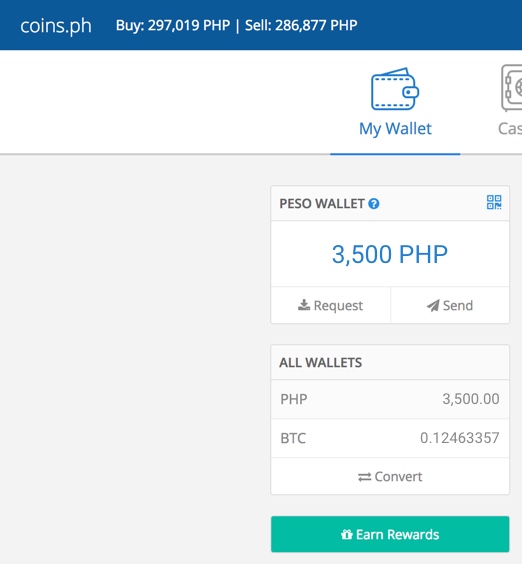 coins.ph Buy: 297,019 PHP | Sell: 286,877 PHP
My Wallet
PESO WALLET
3,500 PHP
Request Send
ALL WALLETS
PHP 3,500.00
BTC 0.12463357
Convert
Earn Rewards